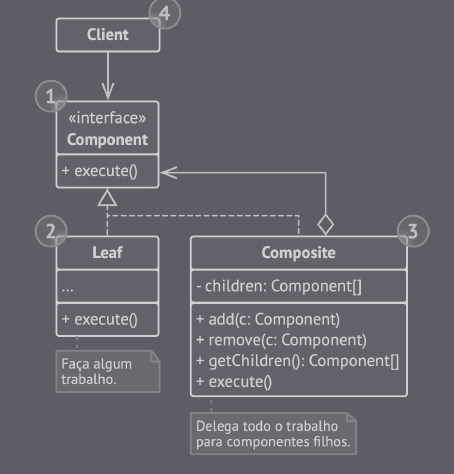 4
Client
1
«interface»
Component
+ execute()
2
Leaf
...
+ execute()
Faça algum
trabalho.
3
Composite
- children: Component[]
+ add(c: Component)
+ remove(c: Component)
+ getChildren(): Component[]
+ execute()
Delega todo o trabalho
para componentes filhos.